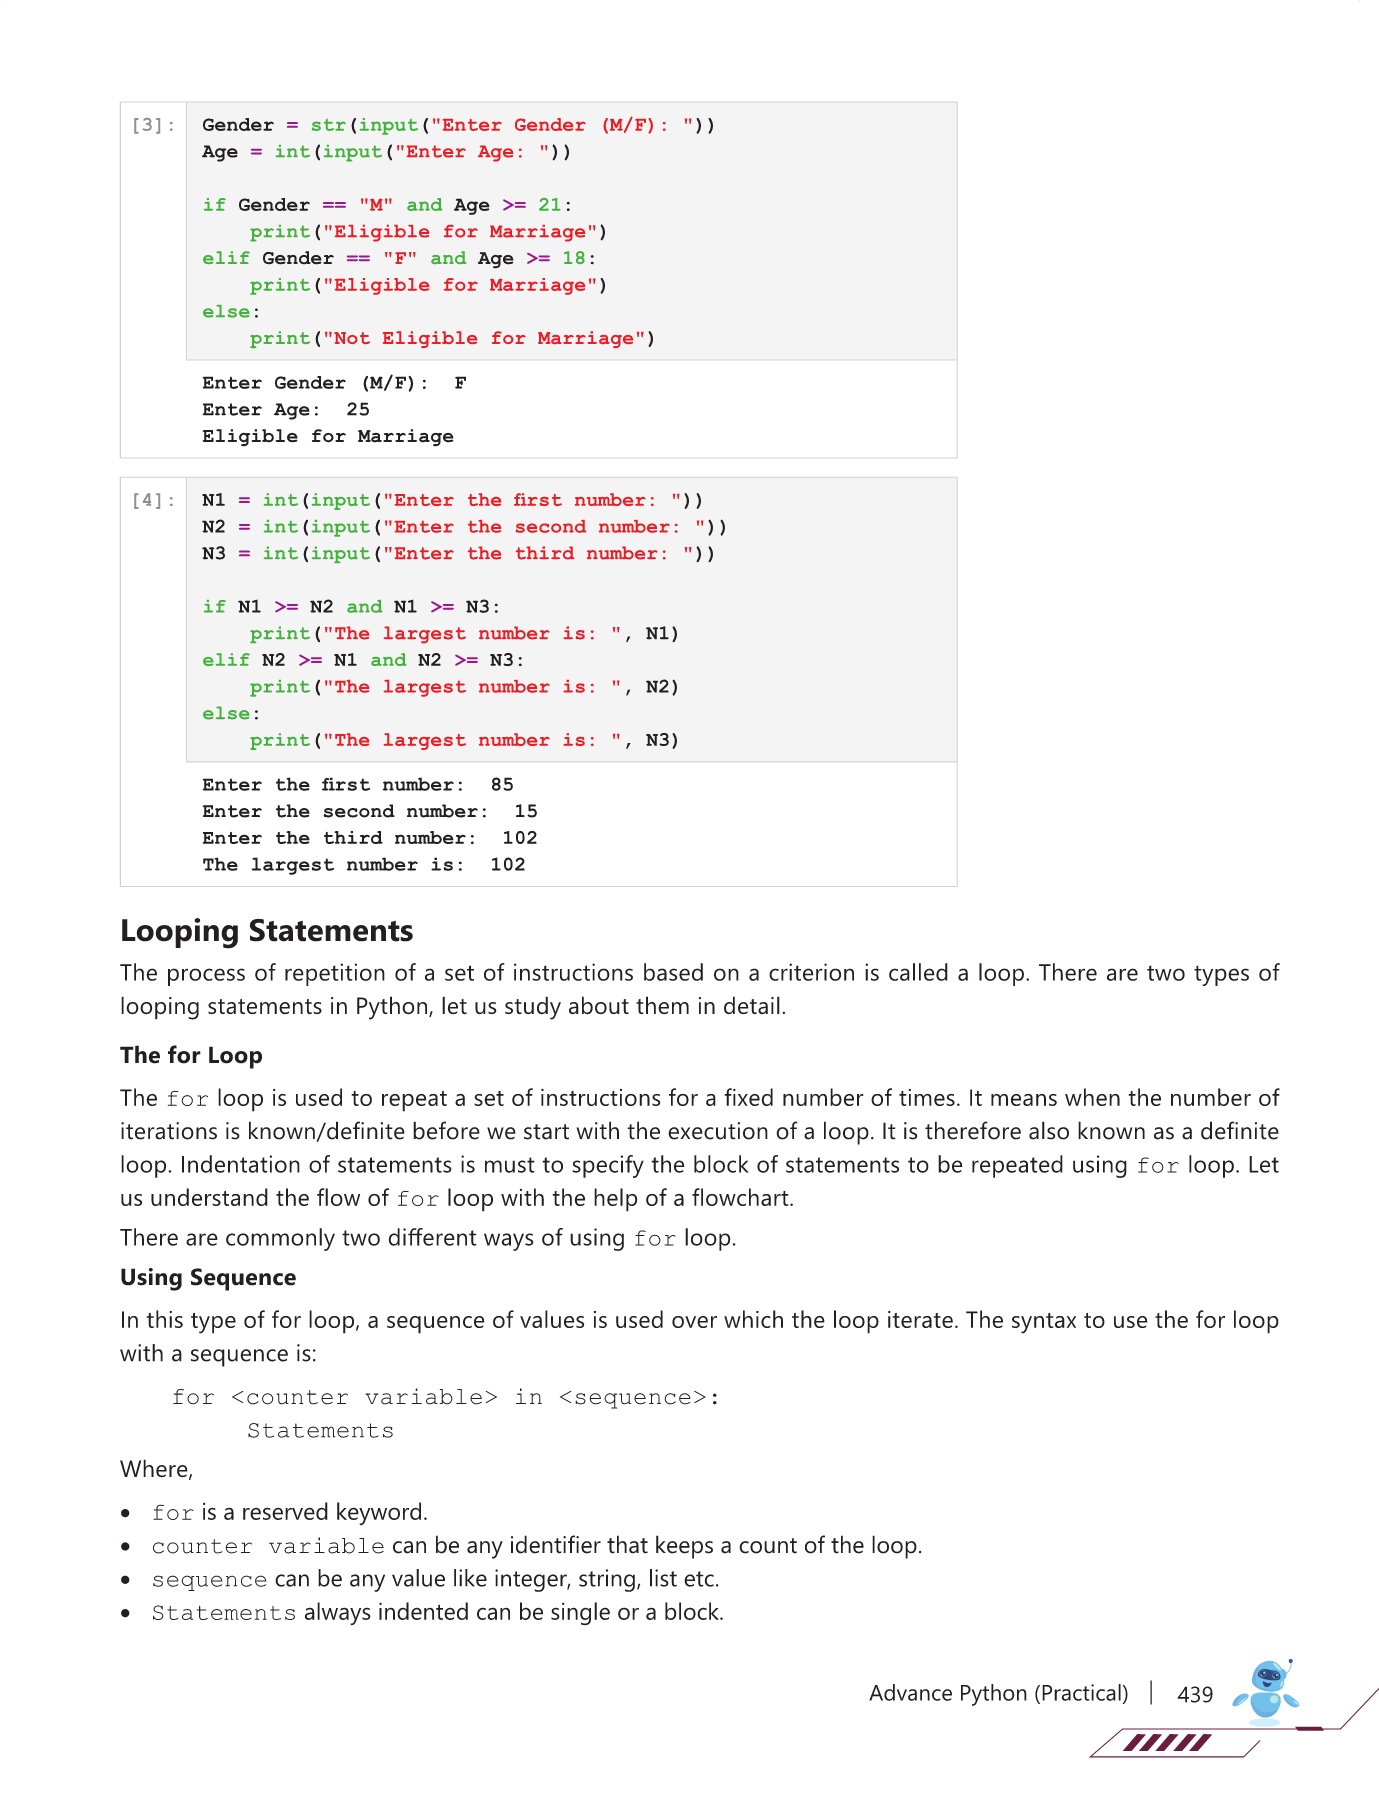 [3]: Gender = str(input("Enter Gender (M/F): "))
Age = int(input("Enter Age: "))
if Gender == "M" and Age >= 21:
    print("Eligible for Marriage")
elif Gender == "F" and Age >= 18:
    print("Eligible for Marriage")
else:
    print("Not Eligible for Marriage")
Enter Gender (M/F):  F
Enter Age:  25
Eligible for Marriage
[4]: N1 = int(input("Enter the first number: "))
N2 = int(input("Enter the second number: "))
N3 = int(input("Enter the third number: "))
if N1 >= N2 and N1 >= N3:
    print("The largest number is: ", N1)
elif N2 >= N1 and N2 >= N3:
    print("The largest number is: ", N2)
else:
    print("The largest number is: ", N3)
Enter the first number:  85
Enter the second number:  15
Enter the third number:  102
The largest number is:  102
Looping Statements
The process of repetition of a set of instructions based on a criterion is called a loop. There are two types of
looping statements in Python, let us study about them in detail.
The for Loop
The for loop is used to repeat a set of instructions for a fixed number of times. It means when the number of
iterations is known/definite before we start with the execution of a loop. It is therefore also known as a definite
loop. Indentation of statements is must to specify the block of statements to be repeated using for loop. Let
us understand the flow of for loop with the help of a flowchart.
There are commonly two different ways of using for loop.
Using Sequence
In this type of for loop, a sequence of values is used over which the loop iterate. The syntax to use the for loop
with a sequence is:
for <counter variable> in <sequence>:
    Statements
Where,
• for is a reserved keyword.
• counter variable can be any identifier that keeps a count of the loop.
• sequence can be any value like integer, string, list etc.
• Statements always indented can be single or a block.
Advance Python (Practical) | 439